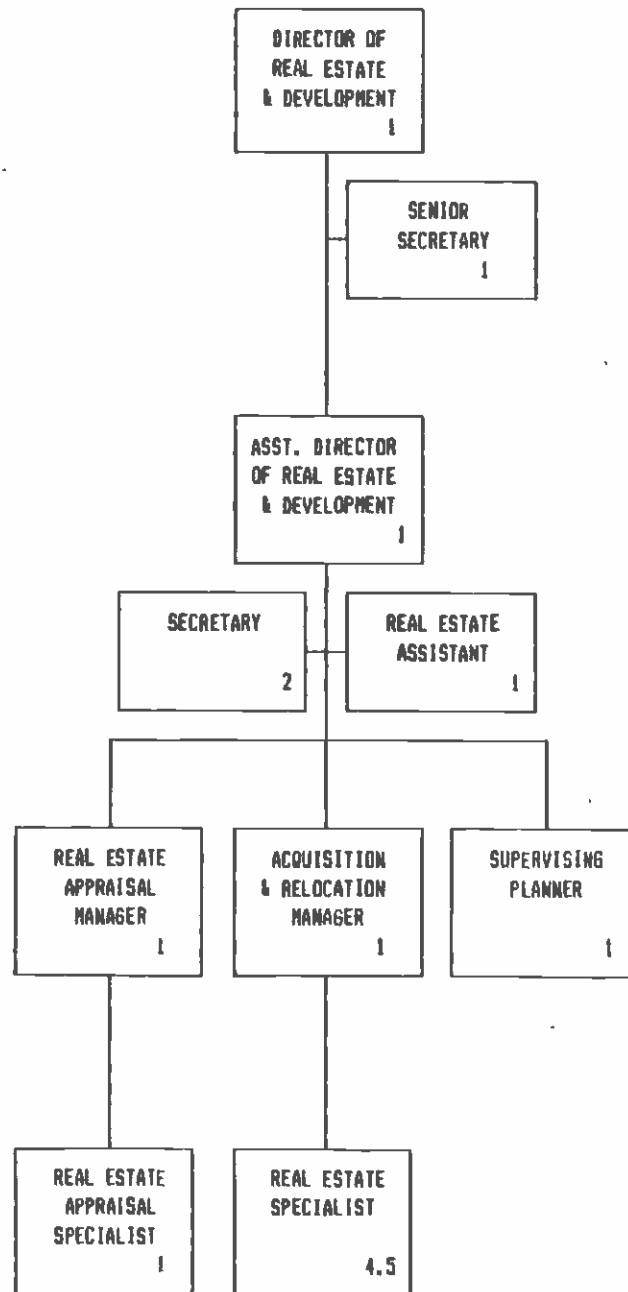 DIRECTOR OF
REAL ESTATE
& DEVELOPMENT
1
SENIOR
SECRETARY
1
ASST. DIRECTOR
OF REAL ESTATE
& DEVELOPMENT
1
SECRETARY
2
REAL ESTATE
ASSISTANT
1
REAL ESTATE
APPRAISAL
MANAGER
1
ACQUISITION
& RELOCATION
MANAGER
1
SUPERVISING
PLANNER
1
REAL ESTATE
APPRAISAL
SPECIALIST
1
REAL ESTATE
SPECIALIST
4.5